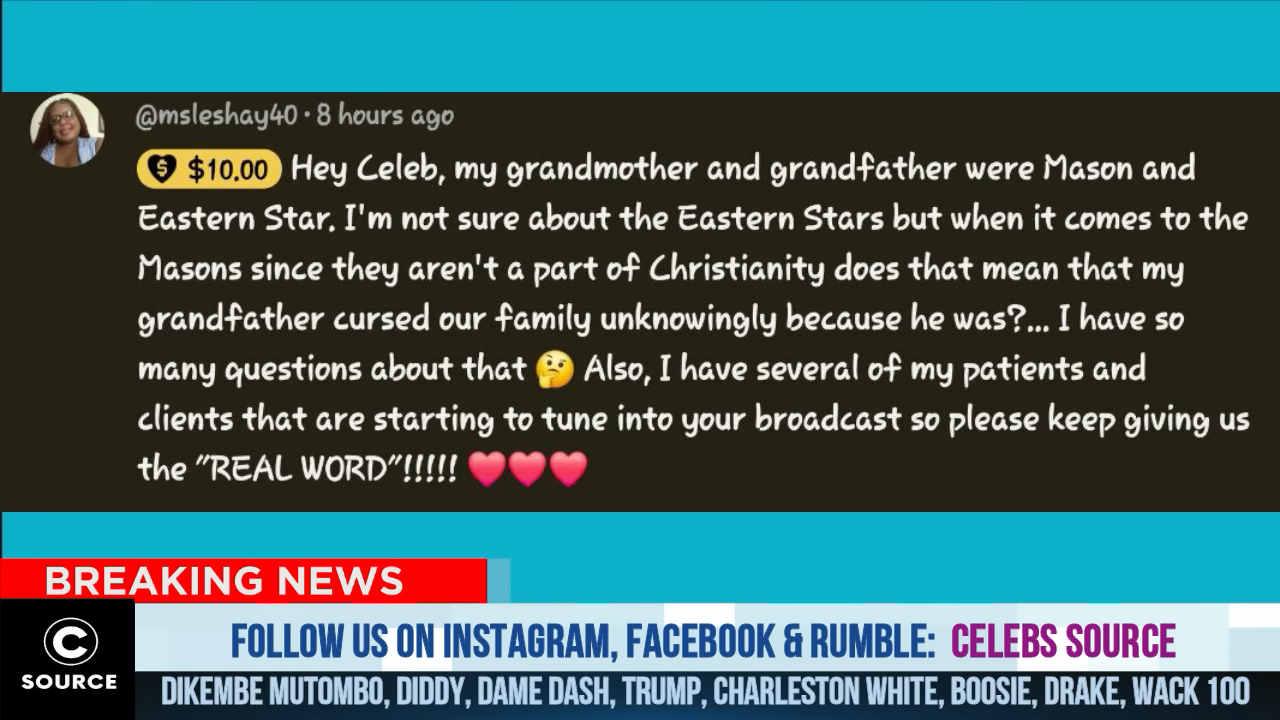 @msleshay40 · 8 hours ago
$10.00 Hey Celeb, my grandmother and grandfather were Mason and
Eastern Star. I'm not sure about the Eastern Stars but when it comes to the
Masons since they aren't a part of Christianity does that mean that my
grandfather cursed our family unknowingly because he was?... I have so
many questions about that 🤔 Also, I have several of my patients and
clients that are starting to tune into your broadcast so please keep giving us
the "REAL WORD"!!!!! ❤️❤️❤️
BREAKING NEWS
C
SOURCE
FOLLOW US ON INSTAGRAM, FACEBOOK & RUMBLE: CELEBS SOURCE
DIKEMBE MUTOMBO, DIDDY, DAME DASH, TRUMP, CHARLESTON WHITE, BOOSIE, DRAKE, WACK 100